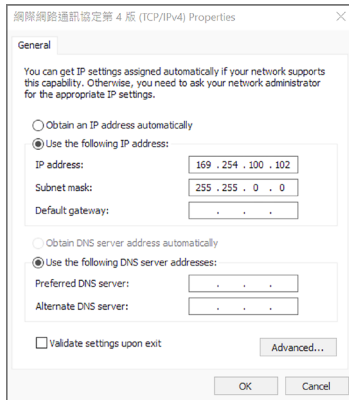 網際網路通訊協定第 4 版 (TCP/IPv4) Properties
General
You can get IP settings assigned automatically if your network supports
this capability. Otherwise, you need to ask your network administrator
for the appropriate IP settings.
Obtain an IP address automatically
Use the following IP address:
IP address: 169 . 254 . 100 . 102
Subnet mask: 255 . 255 . 0 . 0
Default gateway: . . .
Obtain DNS server address automatically
Use the following DNS server addresses:
Preferred DNS server: . . .
Alternate DNS server: . . .
Validate settings upon exit
Advanced...
OK Cancel